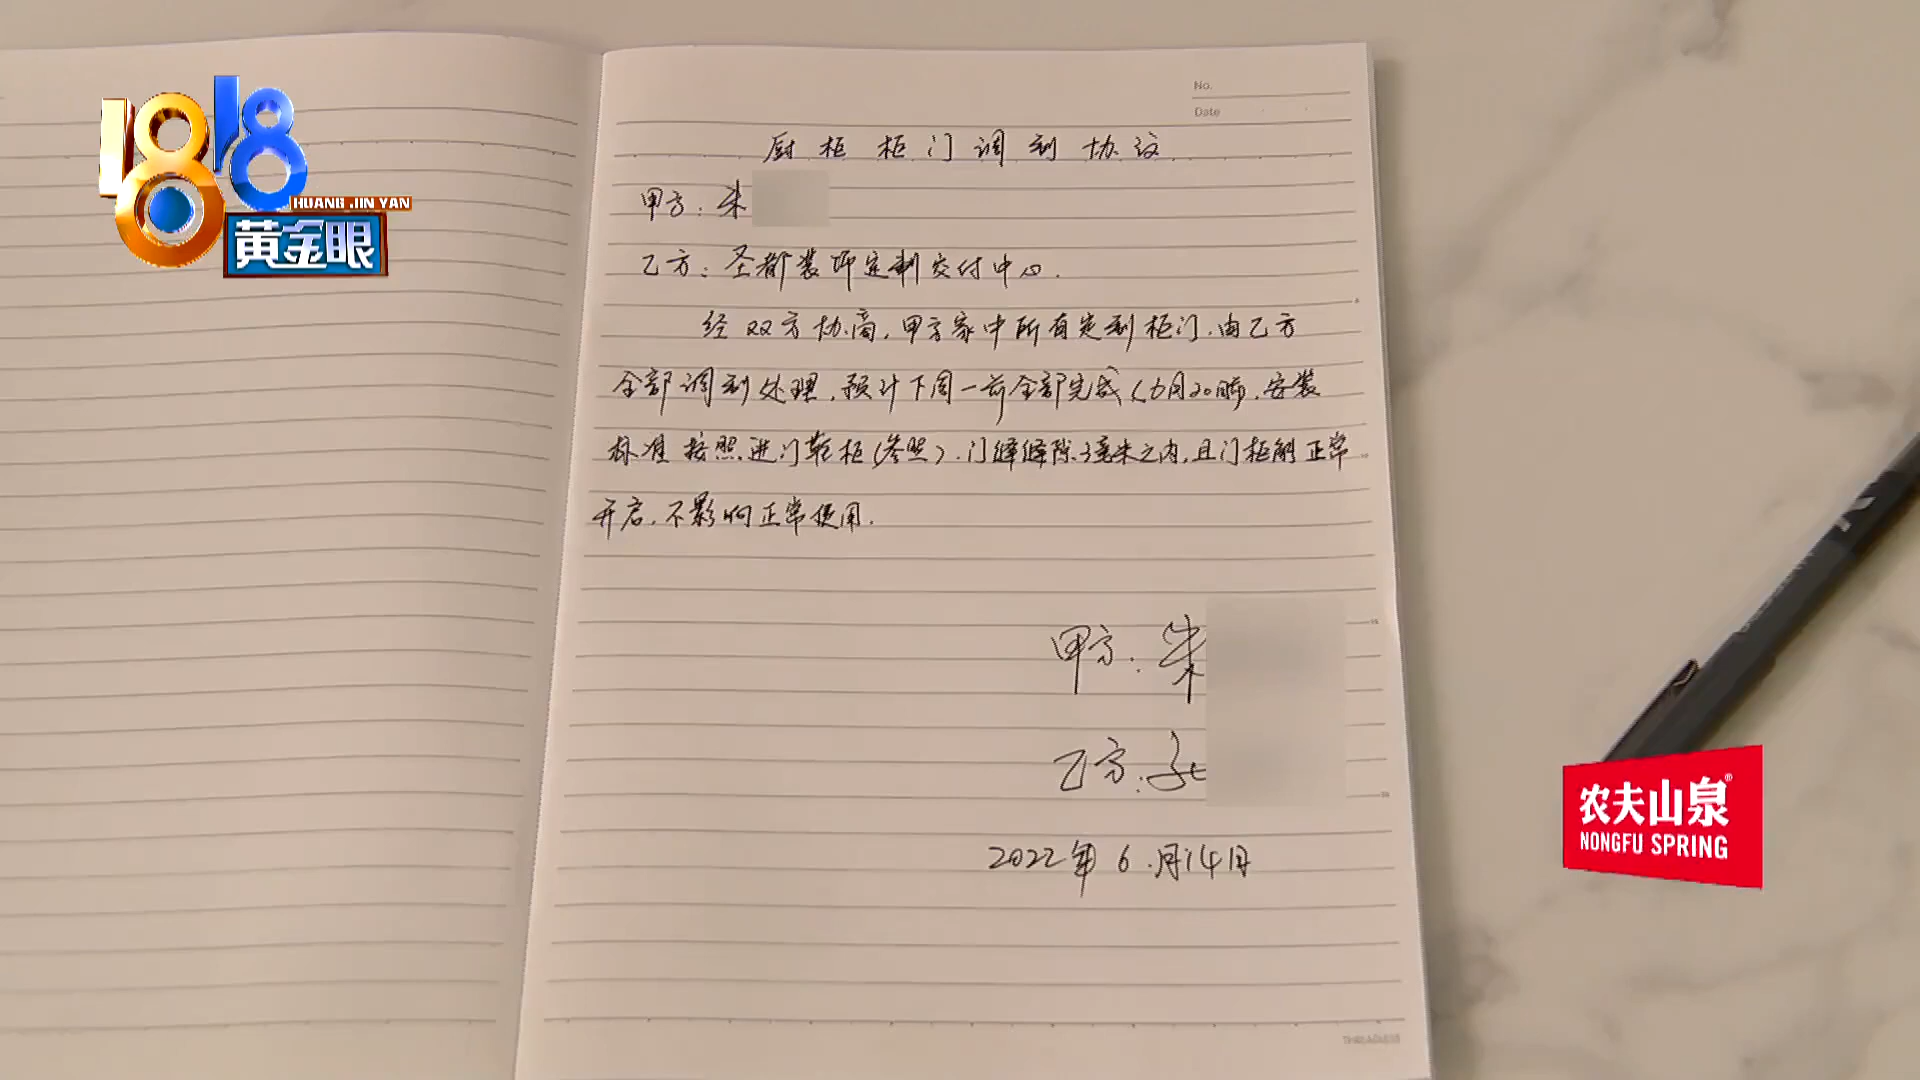 1818
HUANG JIN YAN
黄金眼
No.
Date
厨柜柜门调到协议
甲方:朱
乙方:圣都装饰定制交付中心.
经双方协商,甲方家中所有定制柜门.由乙方
全部调到处理,预计下周一前全部完成(6月20日前),安装
标准按照进门鞋柜(参照).门缝缝隙3毫米之内,且门柜能正常
开启,不影响正常使用.
甲方:朱
乙方:孔
2022年6月14日
农夫山泉®
NONGFU SPRING